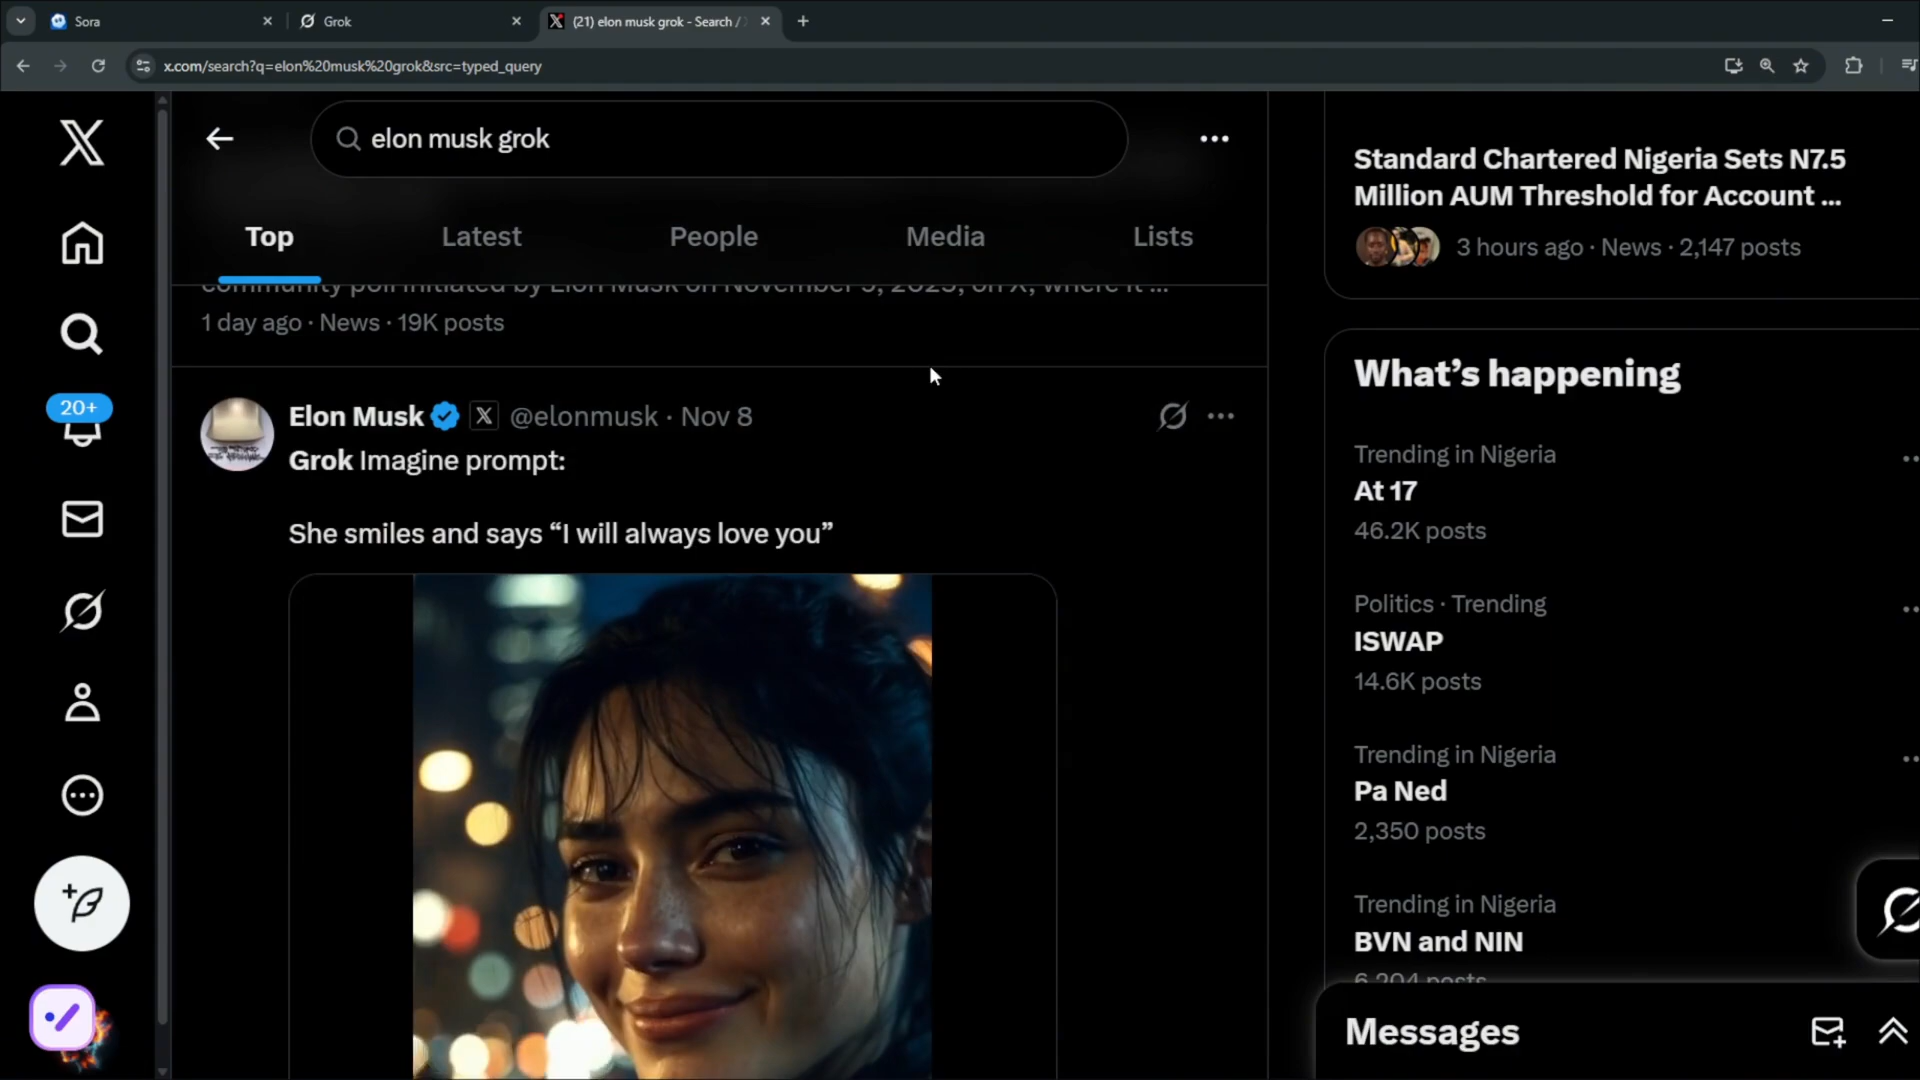 Sora
Grok
(21) elon musk grok - Search /
x.com/search?q=elon%20musk%20grok&src=typed_query
elon musk grok
Top
Latest
People
Media
Lists
community poll initiated by Elon Musk on November 5, 2025, on X, where it ...
1 day ago · News · 19K posts
20+
Elon Musk X @elonmusk · Nov 8
Grok Imagine prompt:
She smiles and says “I will always love you”
Standard Chartered Nigeria Sets N7.5
Million AUM Threshold for Account ...
3 hours ago · News · 2,147 posts
What’s happening
Trending in Nigeria
At 17
46.2K posts
Politics · Trending
ISWAP
14.6K posts
Trending in Nigeria
Pa Ned
2,350 posts
Trending in Nigeria
BVN and NIN
6,204 posts
Messages